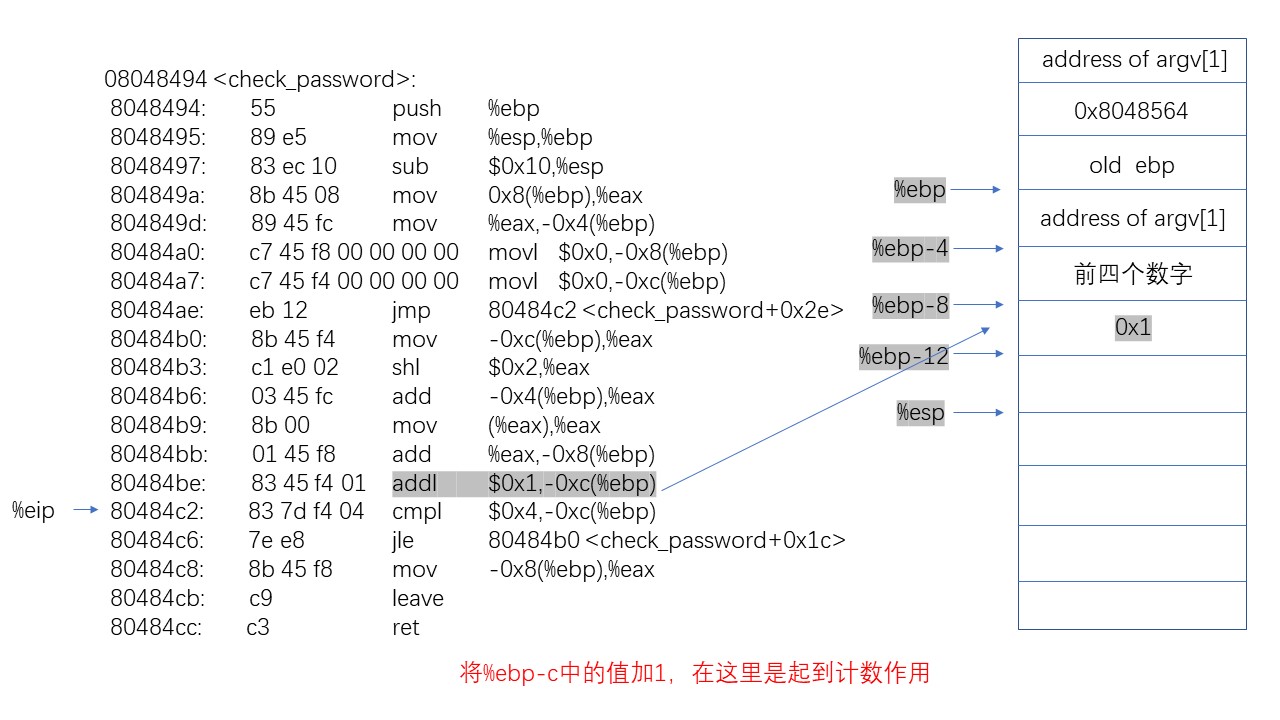 08048494 <check_password>:
8048494: 55 push %ebp
8048495: 89 e5 mov %esp,%ebp
8048497: 83 ec 10 sub $0x10,%esp
804849a: 8b 45 08 mov 0x8(%ebp),%eax
804849d: 89 45 fc mov %eax,-0x4(%ebp)
80484a0: c7 45 f8 00 00 00 00 movl $0x0,-0x8(%ebp)
80484a7: c7 45 f4 00 00 00 00 movl $0x0,-0xc(%ebp)
80484ae: eb 12 jmp 80484c2 <check_password+0x2e>
80484b0: 8b 45 f4 mov -0xc(%ebp),%eax
80484b3: c1 e0 02 shl $0x2,%eax
80484b6: 03 45 fc add -0x4(%ebp),%eax
80484b9: 8b 00 mov (%eax),%eax
80484bb: 01 45 f8 add %eax,-0x8(%ebp)
80484be: 83 45 f4 01 addl $0x1,-0xc(%ebp)
%eip
80484c2: 83 7d f4 04 cmpl $0x4,-0xc(%ebp)
80484c6: 7e e8 jle 80484b0 <check_password+0x1c>
80484c8: 8b 45 f8 mov -0x8(%ebp),%eax
80484cb: c9 leave
80484cc: c3 ret
address of argv[1]
0x8048564
old ebp
%ebp
address of argv[1]
%ebp-4
前四个数字
%ebp-8
0x1
%ebp-12
%esp
将%ebp-c中的值加1，在这里是起到计数作用